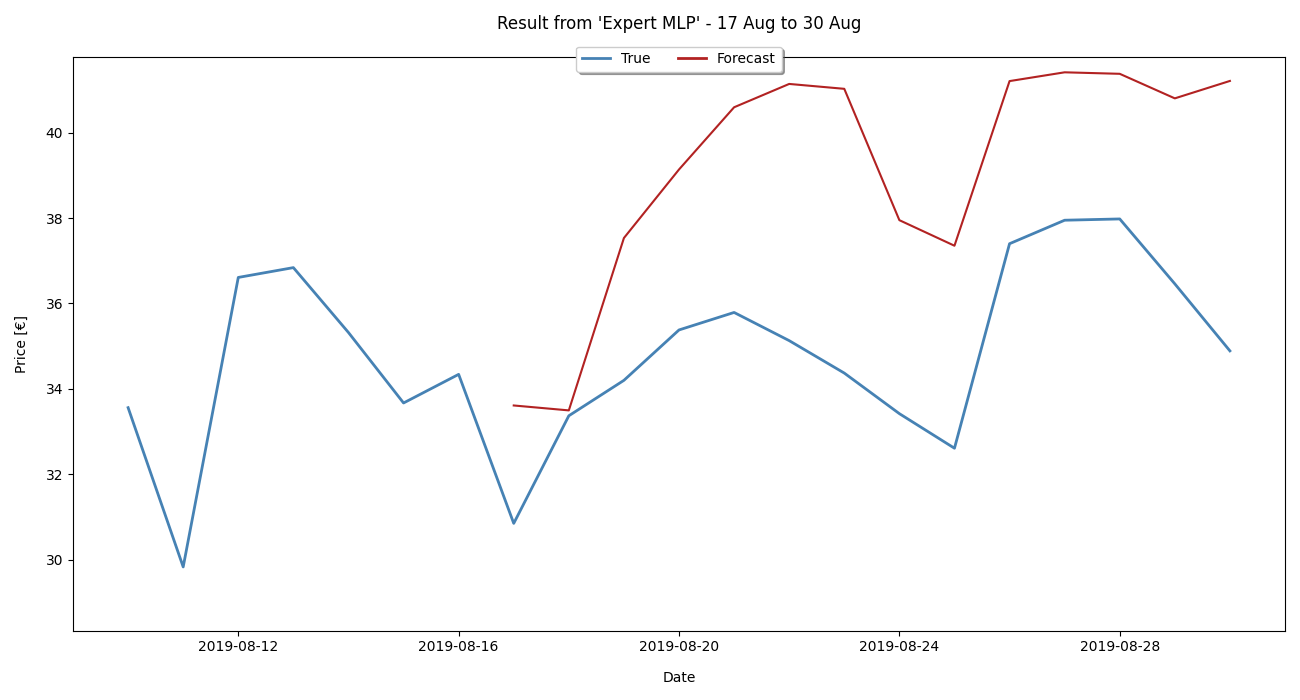 Result from 'Expert MLP' - 17 Aug to 30 Aug
True Forecast
Price [€]
40
38
36
34
32
30
2019-08-12 2019-08-16 2019-08-20 2019-08-24 2019-08-28
Date